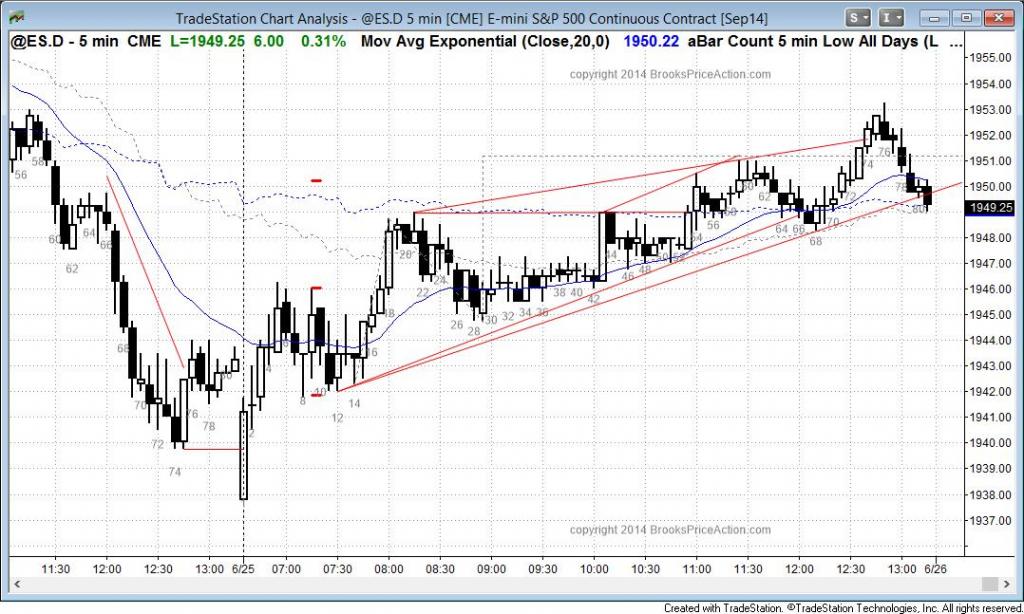 TradeStation Chart Analysis - @ES.D 5 min [CME] E-mini S&P 500 Continuous Contract [Sep14]
S I
@ES.D - 5 min CME L=1949.25 6.00 0.31% Mov Avg Exponential (Close,20,0) 1950.22 aBar Count 5 min Low All Days (L ...
copyright 2014 BrooksPriceAction.com
1955.00
1954.00
1953.00
1952.00
1951.00
1950.00
1949.25
1948.00
1947.00
1946.00
1945.00
1944.00
1943.00
1942.00
1941.00
1940.00
1939.00
1938.00
1937.00
56 58 60 62 64 66 68 70 72 74 76 78 80
2 4 6 8 10 12 14 16 18 20 22 24 26 28 30 32 34 36 38 40 42 44 46 48 50 52 54 56 58 60 62 64 66 68 70 72 74 76 78 80
copyright 2014 BrooksPriceAction.com
11:30 12:00 12:30 13:00 6/25 07:00 07:30 08:00 08:30 09:00 09:30 10:00 10:30 11:00 11:30 12:00 12:30 13:00 6/26
Created with TradeStation. ©TradeStation Technologies, Inc. All rights reserved.